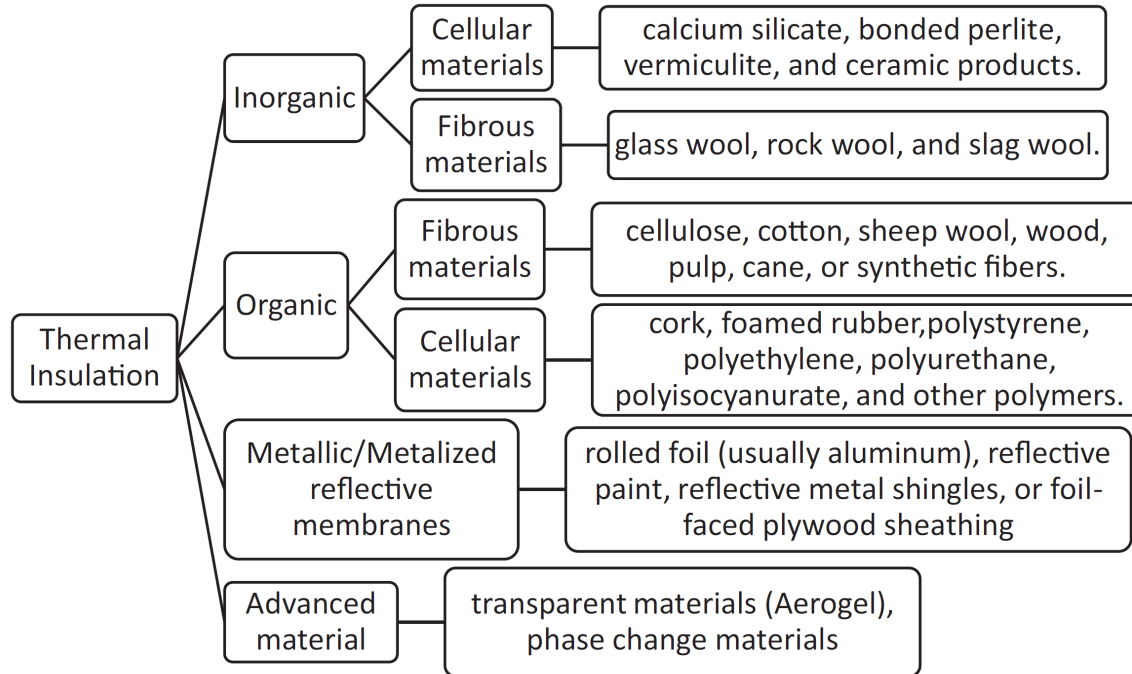 Thermal
Insulation
Inorganic
Cellular
materials
calcium silicate, bonded perlite,
vermiculite, and ceramic products.
Fibrous
materials
glass wool, rock wool, and slag wool.
Organic
Fibrous
materials
cellulose, cotton, sheep wool, wood,
pulp, cane, or synthetic fibers.
Cellular
materials
cork, foamed rubber,polystyrene,
polyethylene, polyurethane,
polyisocyanurate, and other polymers.
Metallic/Metalized
reflective
membranes
rolled foil (usually aluminum), reflective
paint, reflective metal shingles, or foil-
faced plywood sheathing
Advanced
material
transparent materials (Aerogel),
phase change materials